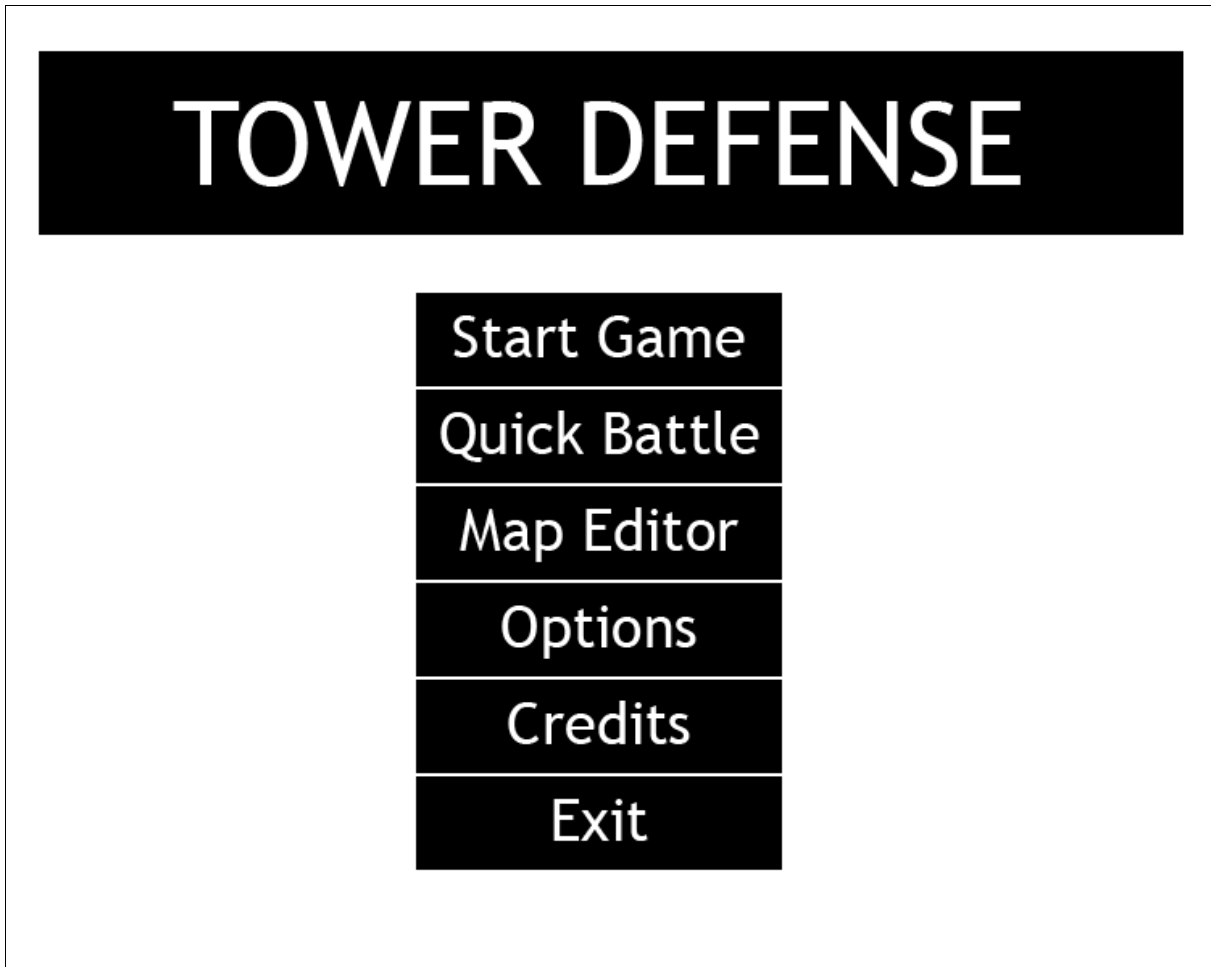 TOWER DEFENSE
Start Game
Quick Battle
Map Editor
Options
Credits
Exit